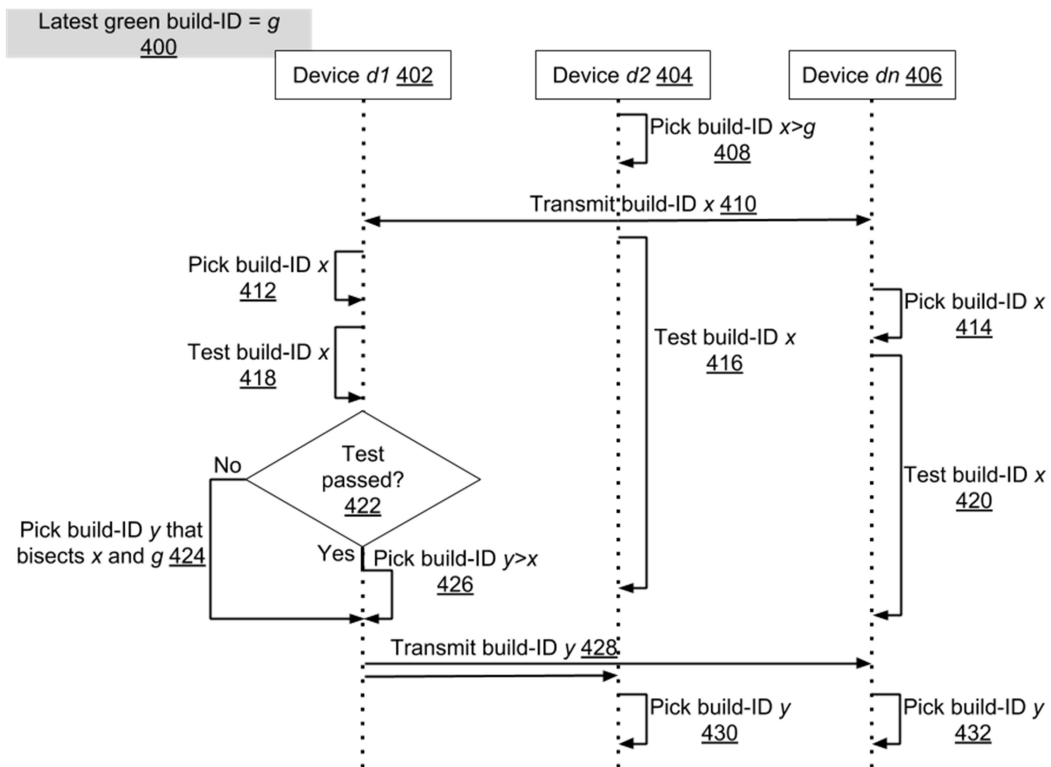 Latest green build-ID = g
400
Device d1 402
Device d2 404
Device dn 406
Pick build-ID x>g
408
Transmit build-ID x 410
Pick build-ID x
412
Pick build-ID x
414
Test build-ID x
416
Test build-ID x
418
Test build-ID x
420
Test
passed?
422
No
Pick build-ID y that
bisects x and g 424
Yes
Pick build-ID y>x
426
Transmit build-ID y 428
Pick build-ID y
430
Pick build-ID y
432